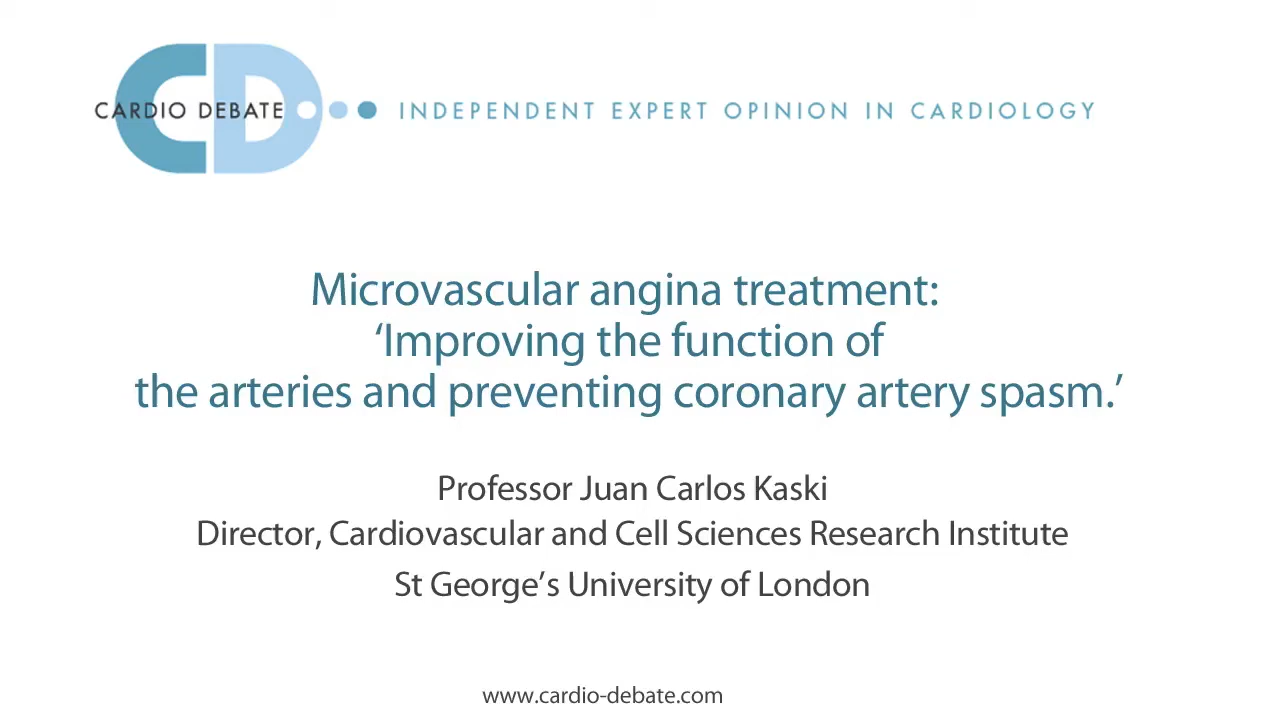 CARDIO DEBATE INDEPENDENT EXPERT OPINION IN CARDIOLOGY
Microvascular angina treatment:
‘Improving the function of
the arteries and preventing coronary artery spasm.’
Professor Juan Carlos Kaski
Director, Cardiovascular and Cell Sciences Research Institute
St George’s University of London
www.cardio-debate.com